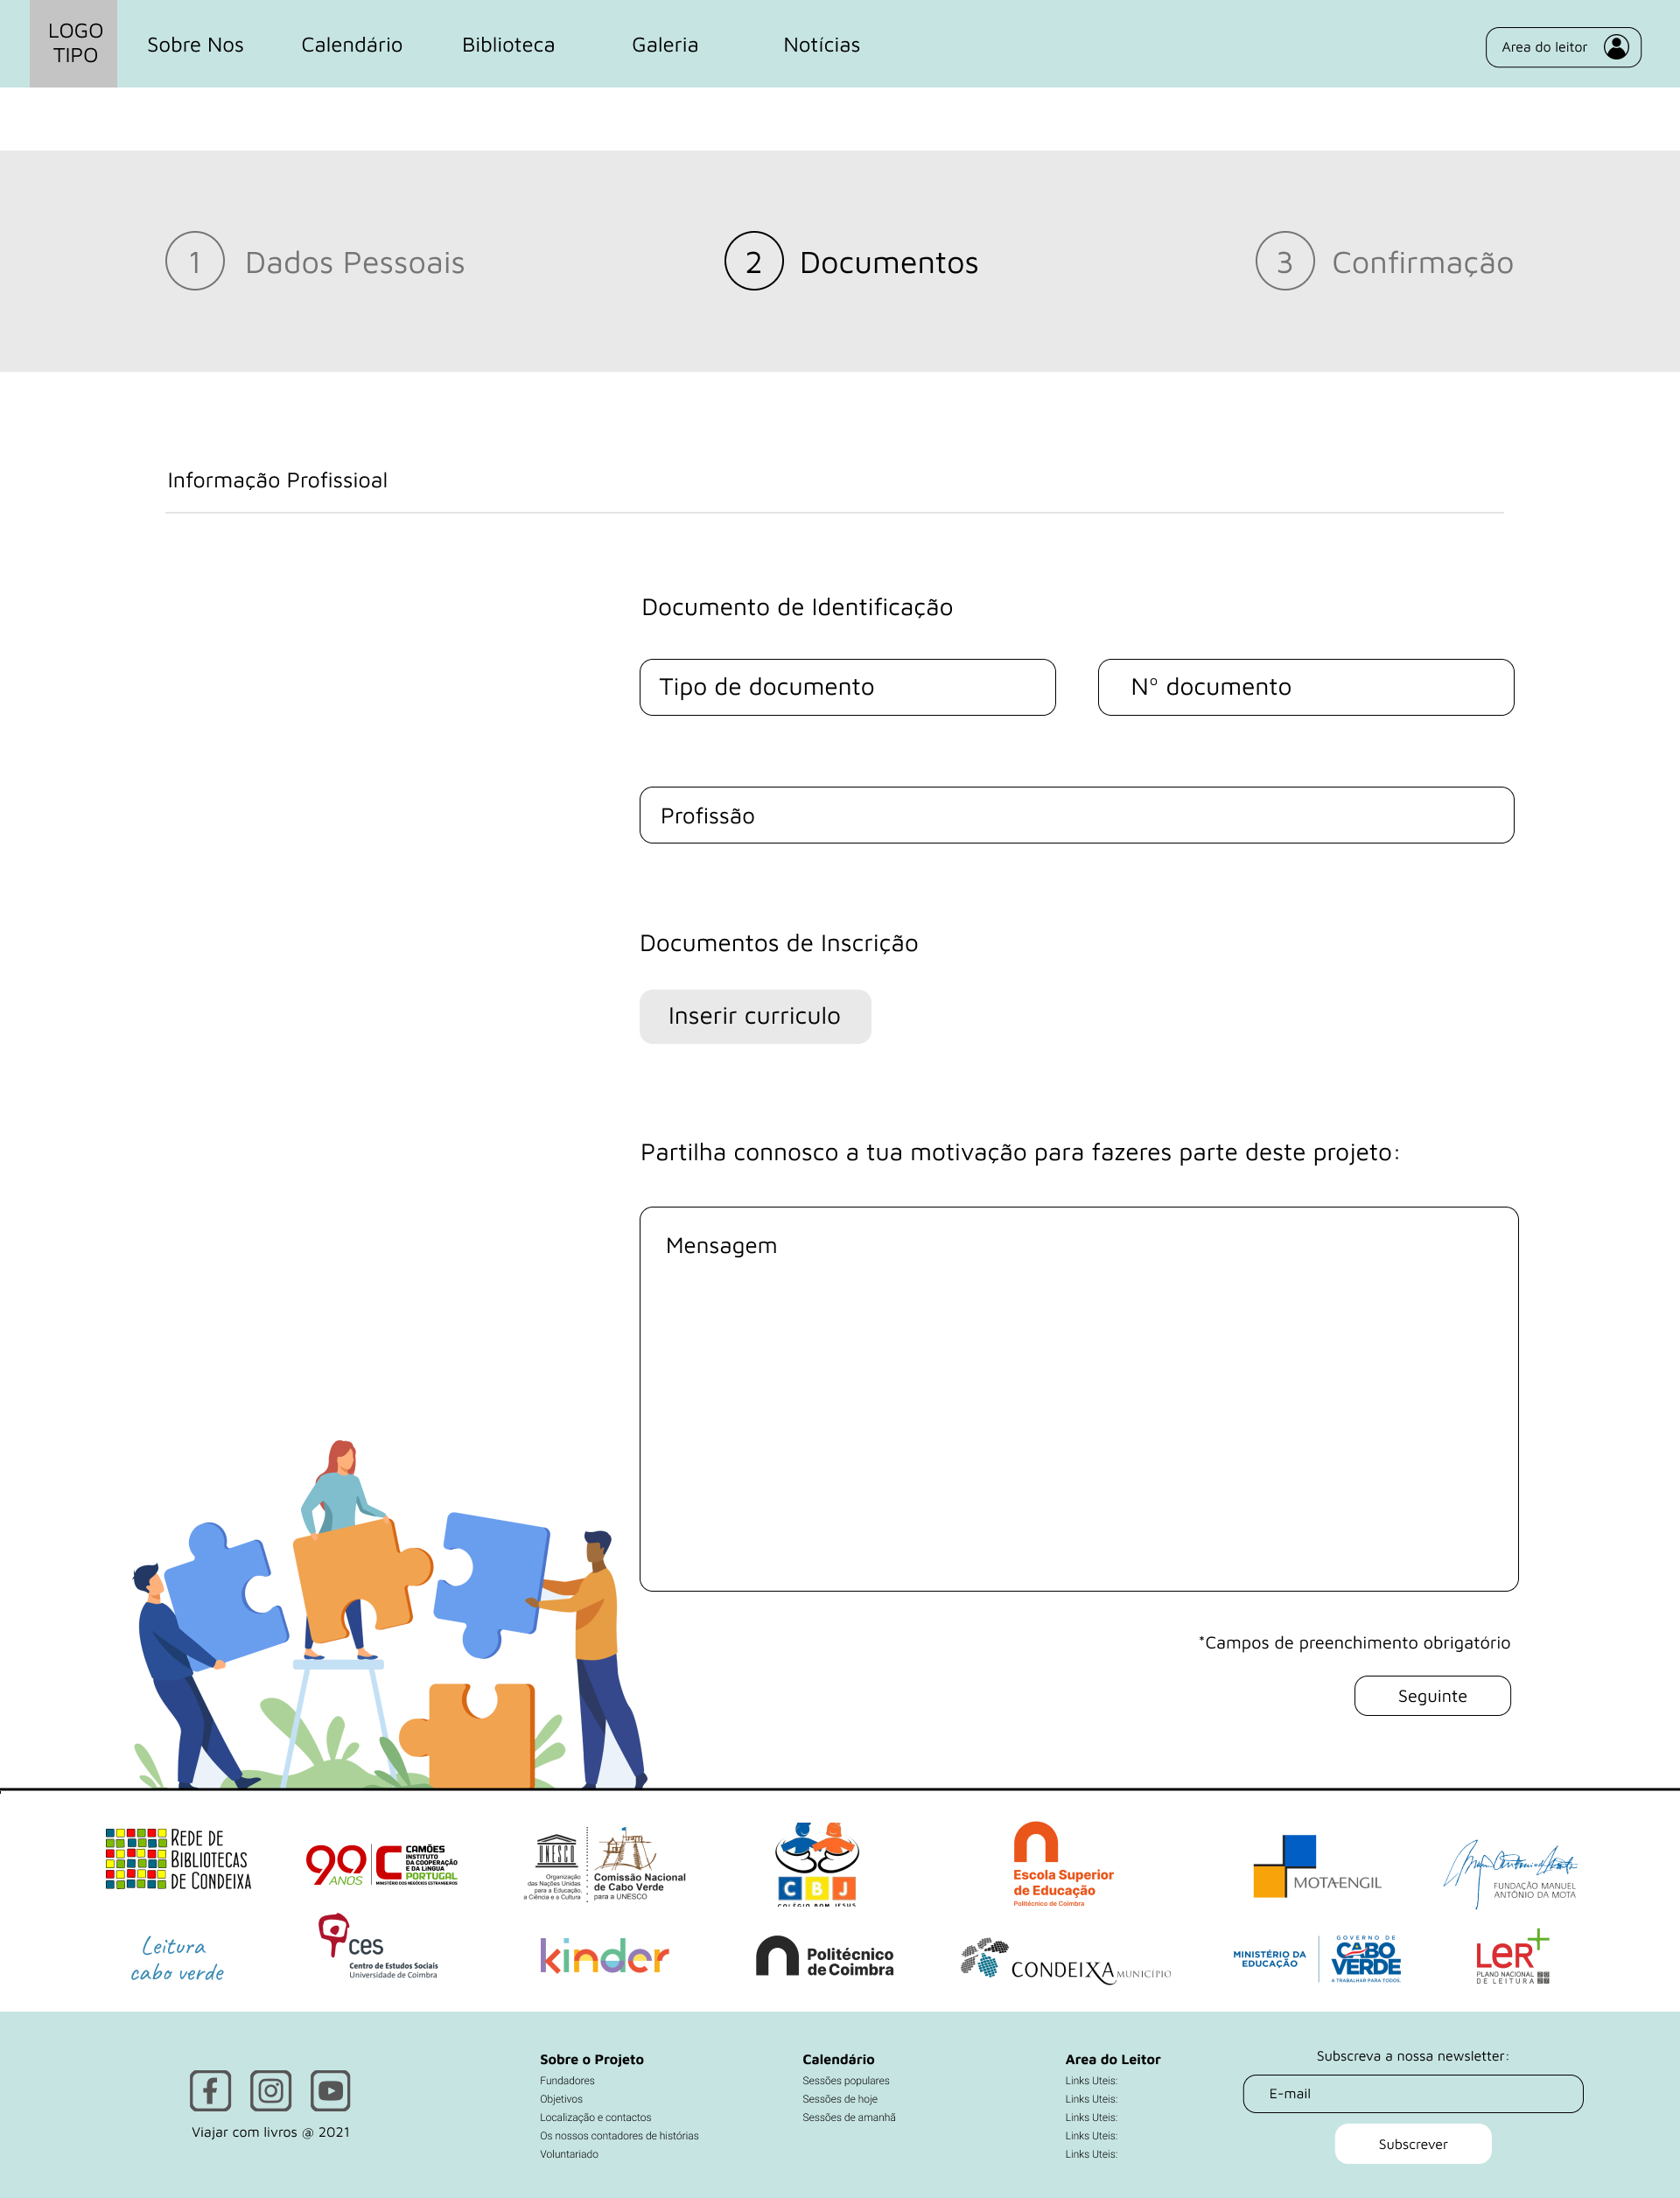 LOGO
TIPO
Sobre Nos
Calendário
Biblioteca
Galeria
Notícias
Area do leitor
1 Dados Pessoais
2 Documentos
3 Confirmação
Informação Profissioal
Documento de Identificação
Tipo de documento
Nº documento
Profissão
Documentos de Inscrição
Inserir curriculo
Partilha connosco a tua motivação para fazeres parte deste projeto:
Mensagem
*Campos de preenchimento obrigatório
Seguinte
REDE DE
BIBLIOTECAS
DE CONDEIXA
90 ANOS
CAMÕES
INSTITUTO
DA COOPERAÇÃO
E DA LÍNGUA
PORTUGAL
MINISTÉRIO DOS NEGÓCIOS ESTRANGEIROS
UNESCO
Organização
das Nações Unidas
para a Educação,
a Ciência e a Cultura
Comissão Nacional
de Cabo Verde
para a UNESCO
CBJ
COLÉGIO BOM JESUS
Escola Superior
de Educação
Politécnico de Coimbra
MOTA-ENGIL
FUNDAÇÃO MANUEL
ANTÓNIO DA MOTA
Leitura
cabo verde
ces
Centro de Estudos Sociais
Universidade de Coimbra
kinder
Politécnico
de Coimbra
CONDEIXA MUNICÍPIO
MINISTÉRIO DA
EDUCAÇÃO
GOVERNO DE
CABO
VERDE
A TRABALHAR PARA TODOS.
LER+
PLANO NACIONAL
DE LEITURA
Viajar com livros @ 2021
Sobre o Projeto
Fundadores
Objetivos
Localização e contactos
Os nossos contadores de histórias
Voluntariado
Calendário
Sessões populares
Sessões de hoje
Sessões de amanhã
Area do Leitor
Links Uteis:
Links Uteis:
Links Uteis:
Links Uteis:
Links Uteis:
Subscreva a nossa newsletter:
E-mail
Subscrever